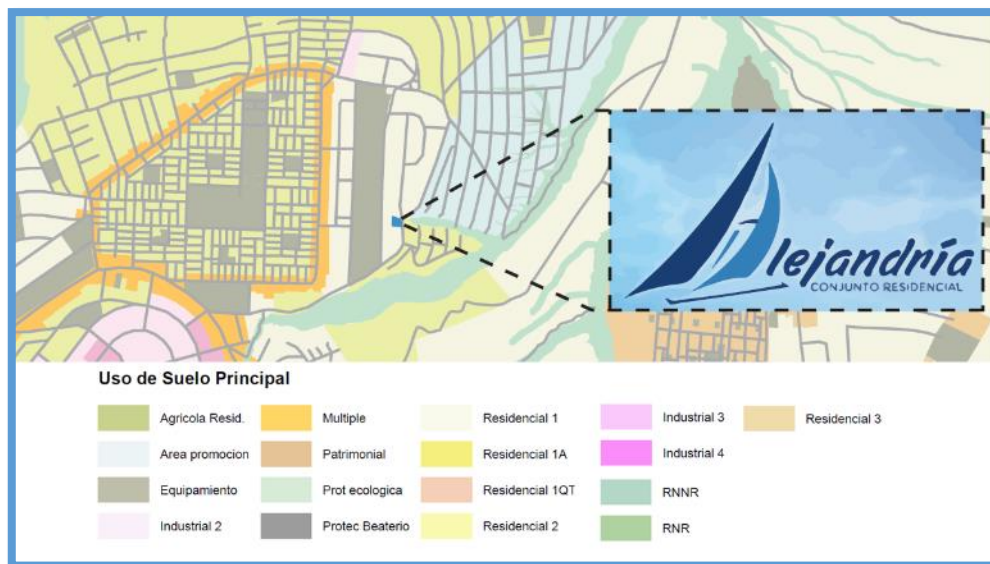 Alejandría
CONJUNTO RESIDENCIAL
Uso de Suelo Principal
Agricola Resid.
Area promocion
Equipamiento
Industrial 2
Multiple
Patrimonial
Prot ecologica
Protec Beaterio
Residencial 1
Residencial 1A
Residencial 1QT
Residencial 2
Industrial 3
Industrial 4
RNNR
RNR
Residencial 3